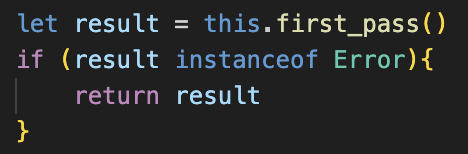 let result = this.first_pass()
if (result instanceof Error){
    return result
}